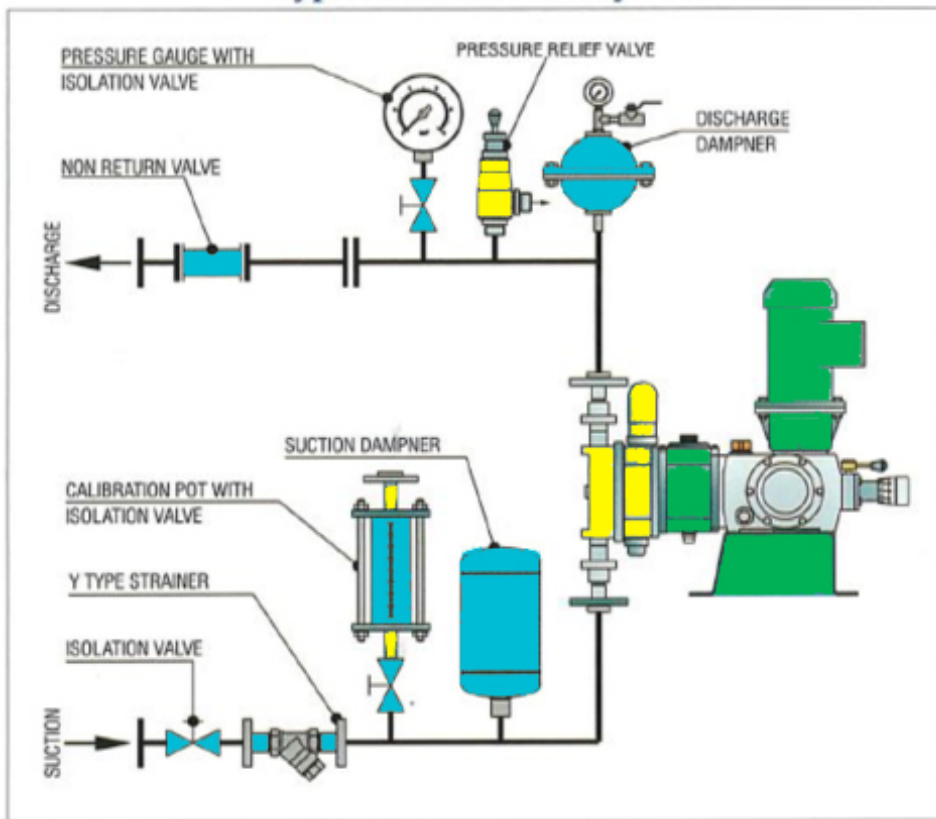 PRESSURE GAUGE WITH
ISOLATION VALVE
PRESSURE RELIEF VALVE
DISCHARGE
DAMPNER
NON RETURN VALVE
DISCHARGE
SUCTION DAMPNER
CALIBRATION POT WITH
ISOLATION VALVE
Y TYPE STRAINER
ISOLATION VALVE
SUCTION